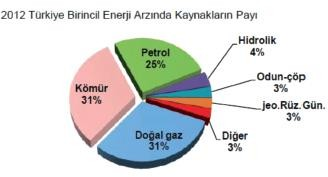 2012 Türkiye Birincil Enerji Arzında Kaynakların Payı
Hidrolik
4%
Petrol
25%
Odun-çöp
3%
Kömür
31%
jeo.Rüz.Gün.
3%
Doğal gaz
31%
Diğer
3%